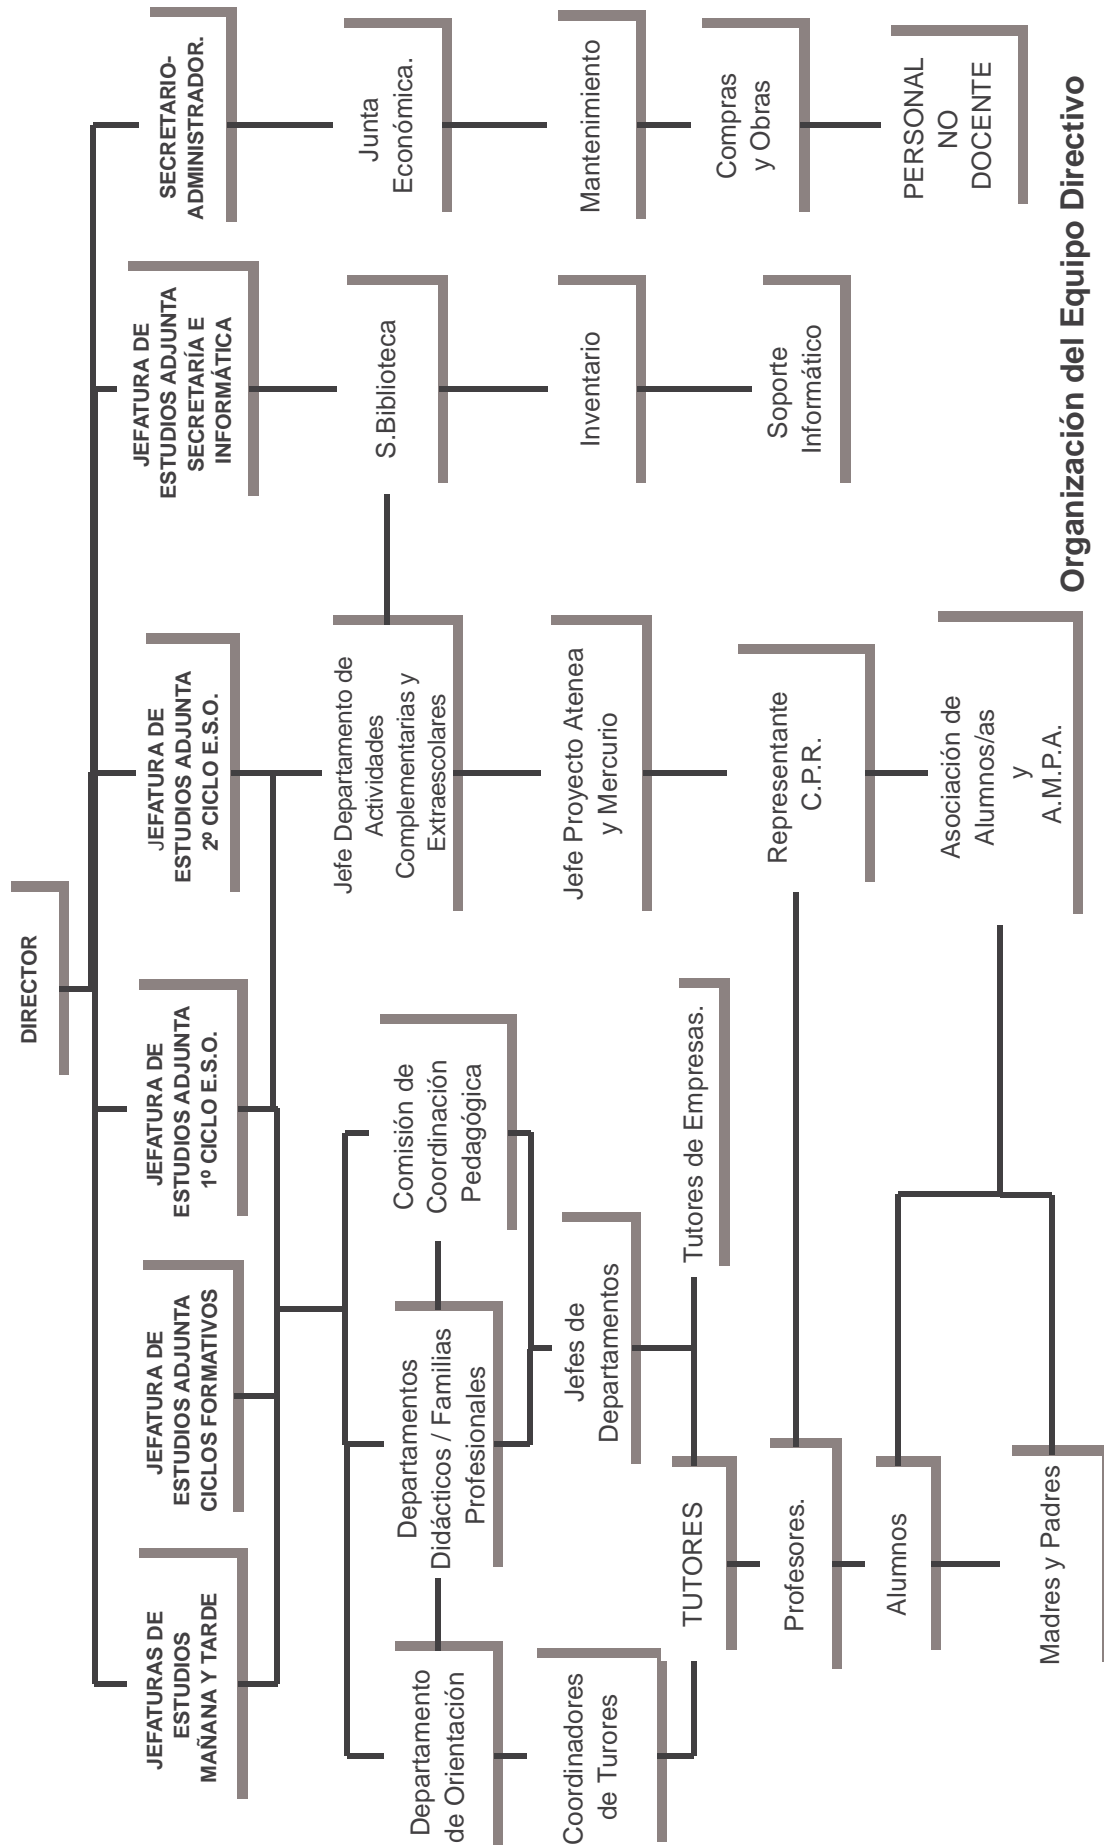 DIRECTOR
JEFATURAS DE
ESTUDIOS
MAÑANA Y TARDE
JEFATURA DE
ESTUDIOS ADJUNTA
CICLOS FORMATIVOS
JEFATURA DE
ESTUDIOS ADJUNTA
1º CICLO E.S.O.
JEFATURA DE
ESTUDIOS ADJUNTA
2º CICLO E.S.O.
JEFATURA DE
ESTUDIOS ADJUNTA
SECRETARÍA E
INFORMÁTICA
SECRETARIO-
ADMINISTRADOR.
Departamento
de Orientación
Departamentos
Didácticos / Familias
Profesionales
Comisión de
Coordinación
Pedagógica
Jefe Departamento de
Actividades
Complementarias y
Extraescolares
S.Biblioteca
Junta
Económica.
Coordinadores
de Turores
Jefes de
Departamentos
Jefe Proyecto Atenea
y Mercurio
Inventario
Mantenimiento
TUTORES
Tutores de Empresas.
Representante
C.P.R.
Soporte
Informático
Compras
y Obras
Profesores.
Alumnos
Asociación de
Alumnos/as
y
A.M.P.A.
PERSONAL
NO
DOCENTE
Madres y Padres
Organización del Equipo Directivo